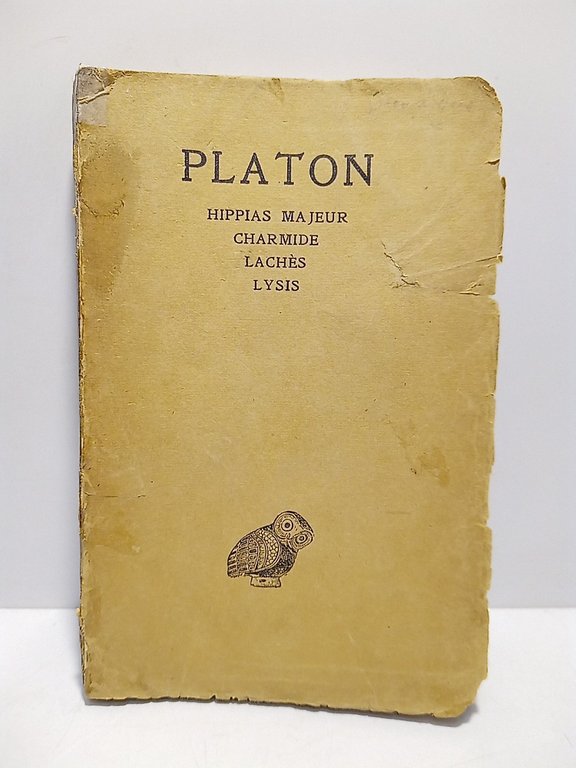 PLATON
HIPPIAS MAJEUR
CHARMIDE
LACHÈS
LYSIS